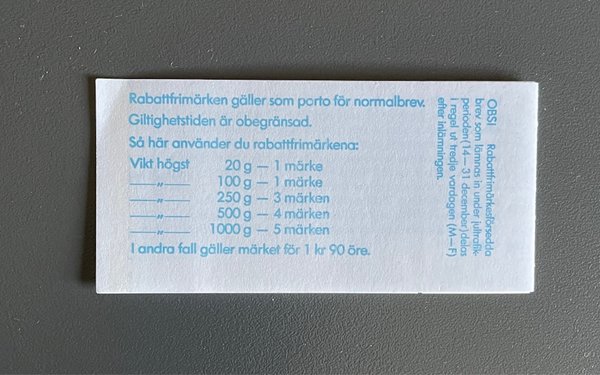 Rabattfrimärken gäller som porto för normalbrev.
Giltighetstiden är obegränsad.
Så här använder du rabattfrimärkena:
Vikt högst 20 g — 1 märke
—„— 100 g — 1 märke
—„— 250 g — 3 märken
—„— 500 g — 4 märken
—„— 1000 g — 5 märken
I andra fall gäller märket för 1 kr 90 öre.
OBS! Rabattfrimärksförsedda
brev som lämnas in under jultrafik-
perioden (14—31 december) delas
i regel ut tredje vardagen (M—F)
efter inlämningen.